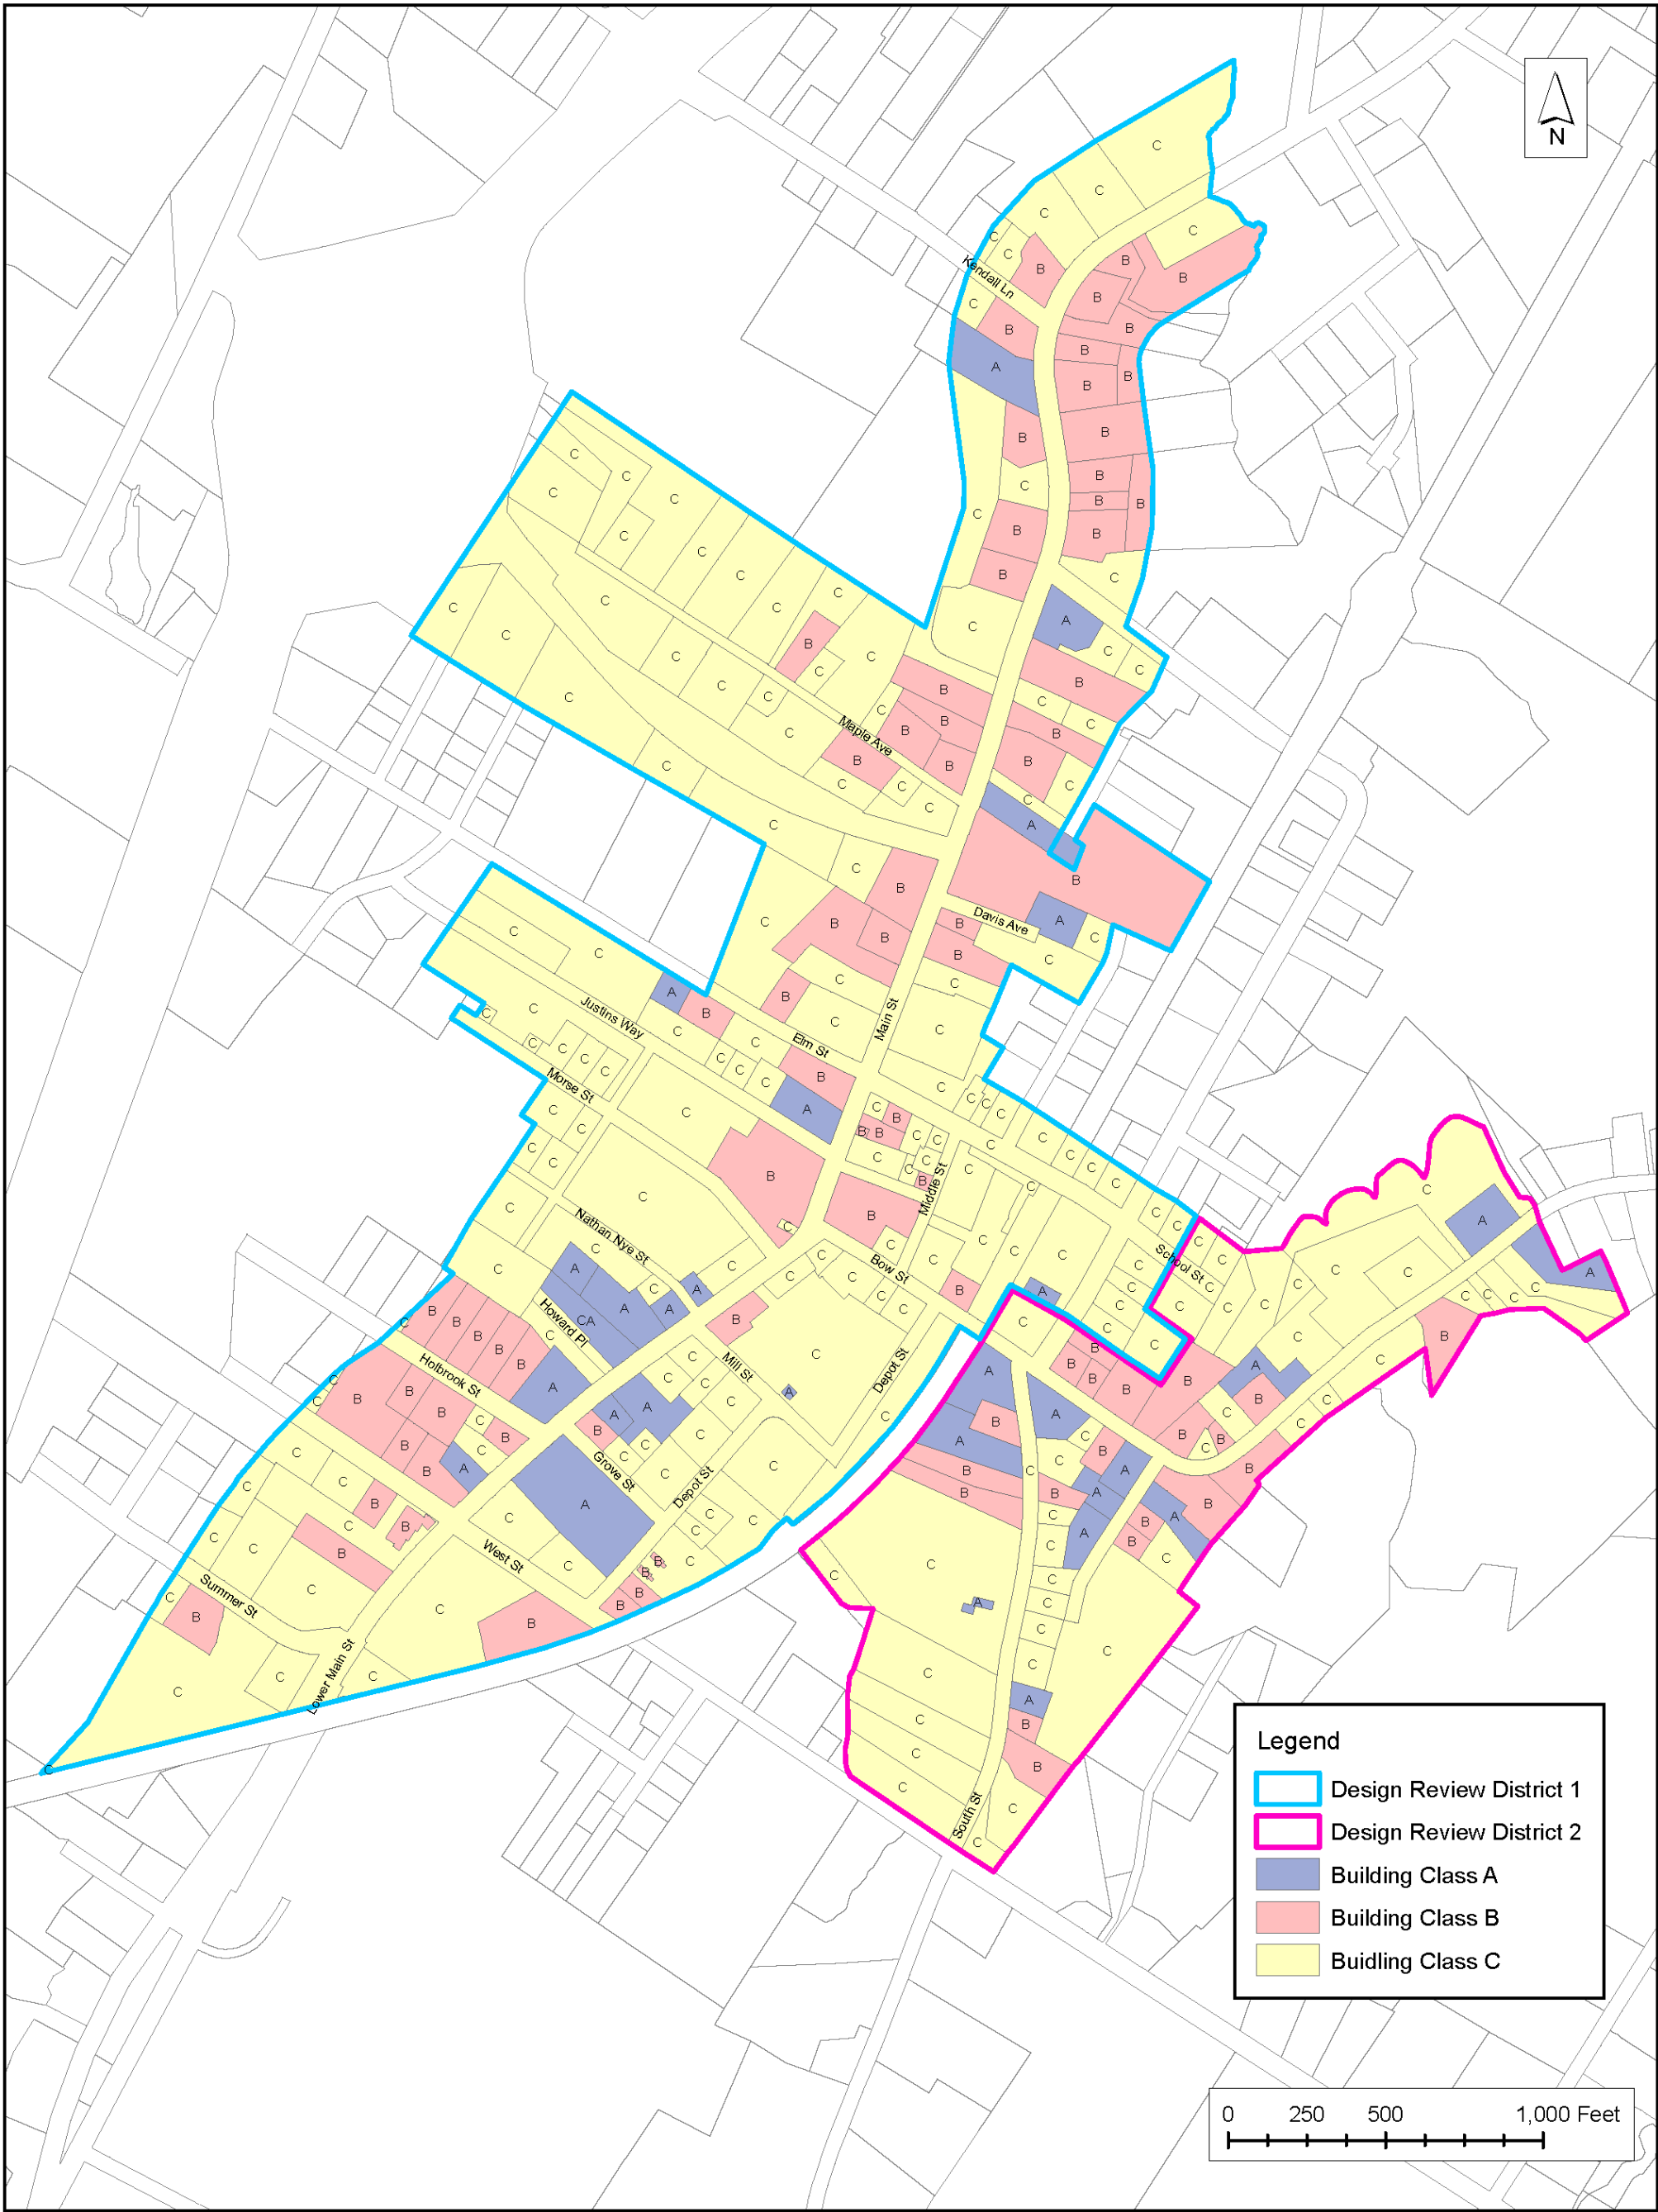 N
Kendall Ln
Maple Ave
Davis Ave
Main St
Justins Way
Elm St
Morse St
Middle St
Nathan Nye St
Bow St
School St
Howard Pl
Mill St
Holbrook St
Depot St
Grove St
Depot St
West St
Summer St
Lower Main St
South St
CA
A
B
C
Legend
Design Review District 1
Design Review District 2
Building Class A
Building Class B
Buidling Class C
0 250 500 1,000 Feet